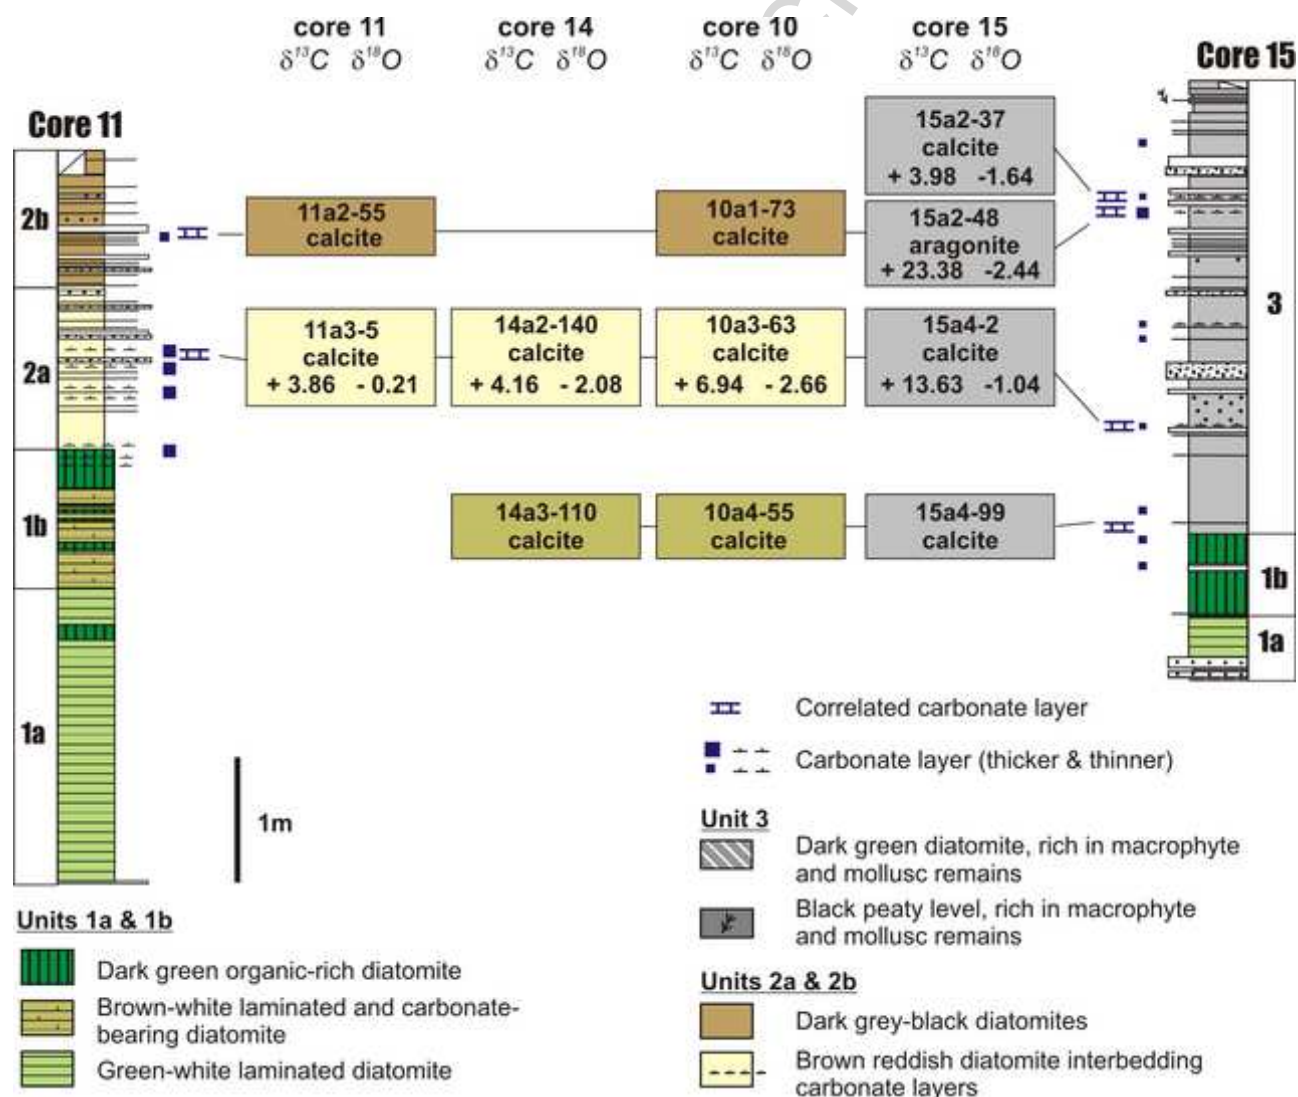 core 11
δ13C δ18O
core 14
δ13C δ18O
core 10
δ13C δ18O
core 15
δ13C δ18O
Core 11
2b
2a
1b
1a
11a2-55
calcite
10a1-73
calcite
15a2-37
calcite
+ 3.98 -1.64
15a2-48
aragonite
+ 23.38 -2.44
11a3-5
calcite
+ 3.86 - 0.21
14a2-140
calcite
+ 4.16 - 2.08
10a3-63
calcite
+ 6.94 - 2.66
15a4-2
calcite
+ 13.63 -1.04
14a3-110
calcite
10a4-55
calcite
15a4-99
calcite
Core 15
3
1b
1a
1m
Units 1a & 1b
Dark green organic-rich diatomite
Brown-white laminated and carbonate-
bearing diatomite
Green-white laminated diatomite
Correlated carbonate layer
Carbonate layer (thicker & thinner)
Unit 3
Dark green diatomite, rich in macrophyte
and mollusc remains
Black peaty level, rich in macrophyte
and mollusc remains
Units 2a & 2b
Dark grey-black diatomites
Brown reddish diatomite interbedding
carbonate layers